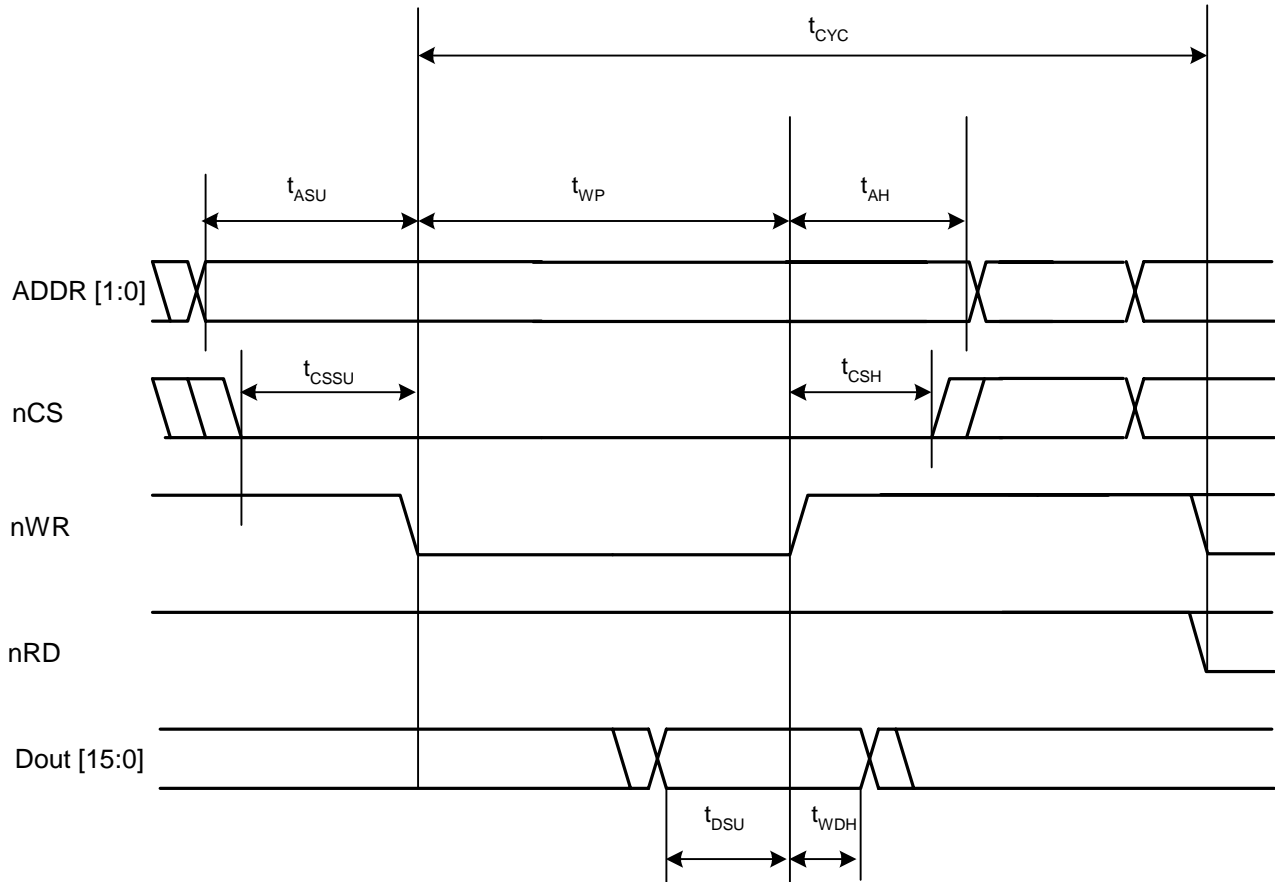 tCYC
tASU
tWP
tAH
ADDR [1:0]
tCSSU
tCSH
nCS
nWR
nRD
Dout [15:0]
tDSU
tWDH